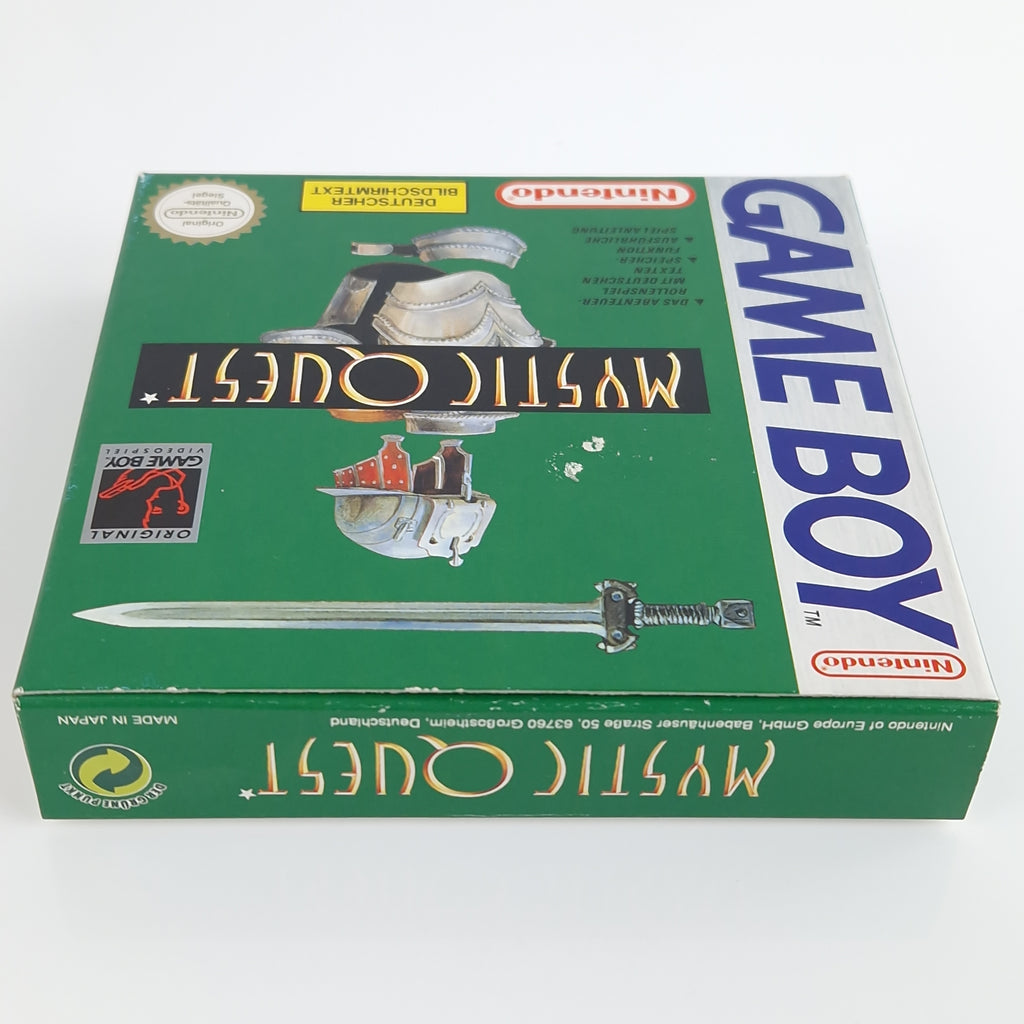 GAME BOY
TM
Nintendo®
Nintendo®
DEUTSCHER
BILDSCHIRMTEXT
Original
Nintendo
Qualitäts-
Siegel
▲ DAS ABENTEUER-
ROLLENSPIEL
MIT DEUTSCHEN
TEXTEN
▲ SPEICHER-
FUNKTION
▲ AUSFÜHRLICHE
SPIELANLEITUNG
MYSTIC QUEST
ORIGINAL
GAME BOY™
VIDEOSPIEL
Nintendo of Europe GmbH, Babenhäuser Straße 50, 63760 Großostheim, Deutschland
MADE IN JAPAN
MYSTIC QUEST
DER GRÜNE PUNKT